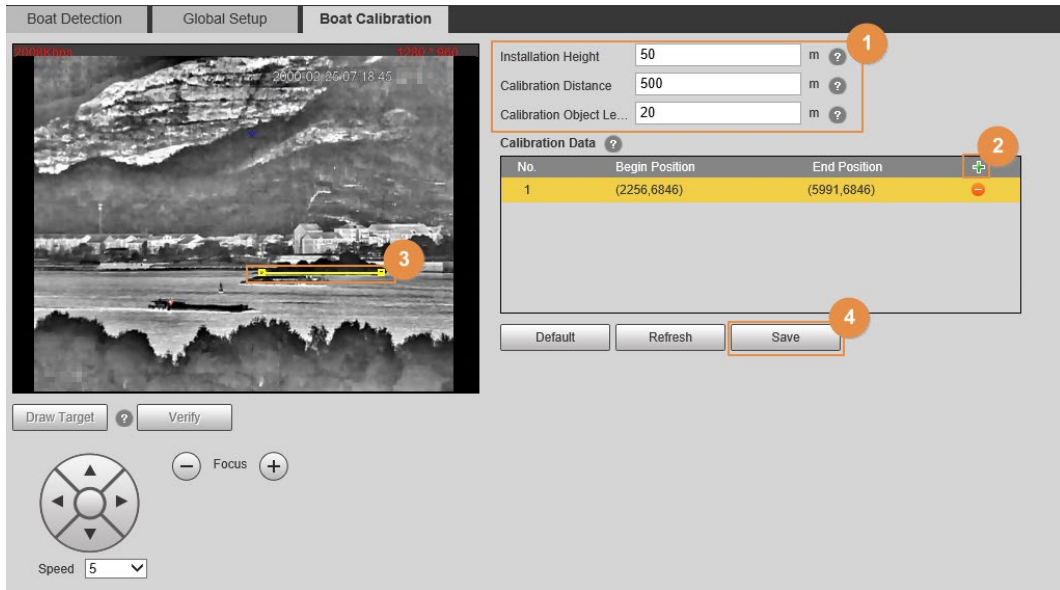 Boat Detection
Global Setup
Boat Calibration
2008Kbps
1280 * 960
2000-02-25 07:18:45
Installation Height
50
m
?
1
Calibration Distance
500
m
?
Calibration Object Le...
20
m
?
Calibration Data
?
2
No.
Begin Position
End Position
1
(2256,6846)
(5991,6846)
3
4
Default
Refresh
Save
Draw Target
?
Verify
Focus
Speed
5